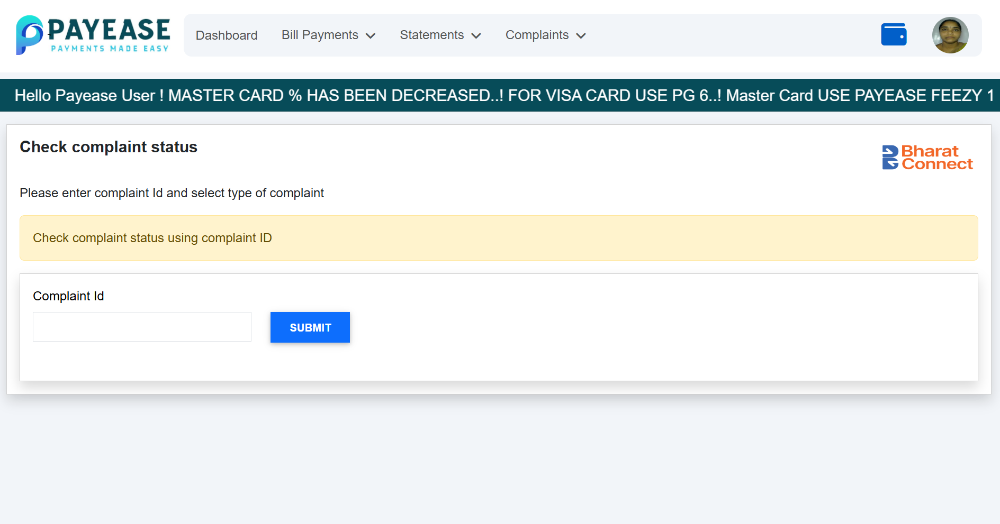 PAYEASE
PAYMENTS MADE EASY
Dashboard
Bill Payments
Statements
Complaints
Hello Payease User ! MASTER CARD % HAS BEEN DECREASED..! FOR VISA CARD USE PG 6..! Master Card USE PAYEASE FEEZY 1
Check complaint status
Bharat
Connect
Please enter complaint Id and select type of complaint
Check complaint status using complaint ID
Complaint Id
SUBMIT